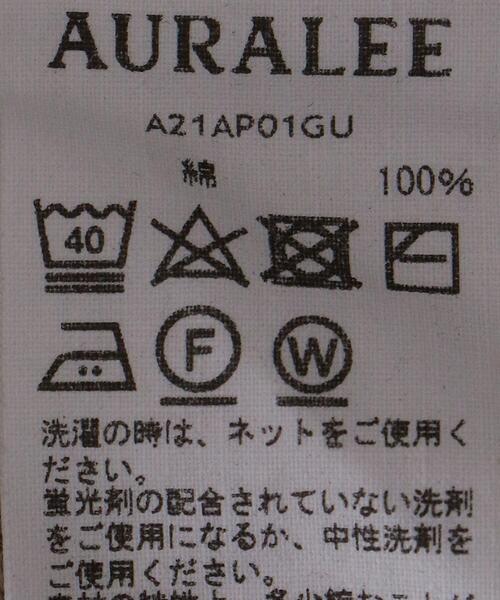 AURALEE
A21AP01GU
綿 100%
40
F W
洗濯の時は、ネットをご使用く
ださい。
蛍光剤の配合されていない洗剤
をご使用になるか、中性洗剤を
ご使用ください。